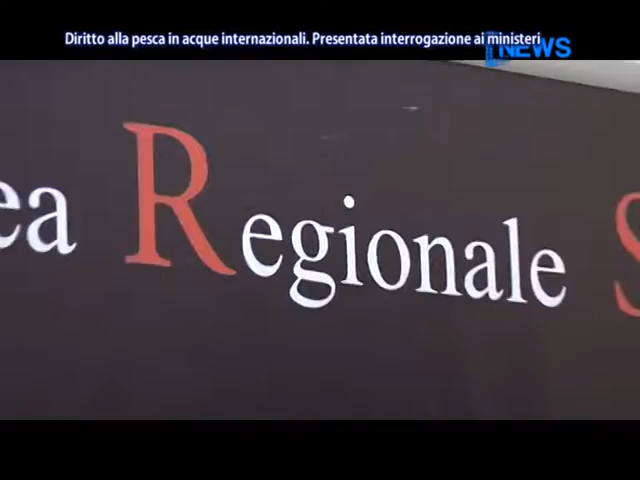 Diritto alla pesca in acque internazionali. Presentata interrogazione ai ministeri
NEWS
ea Regionale S